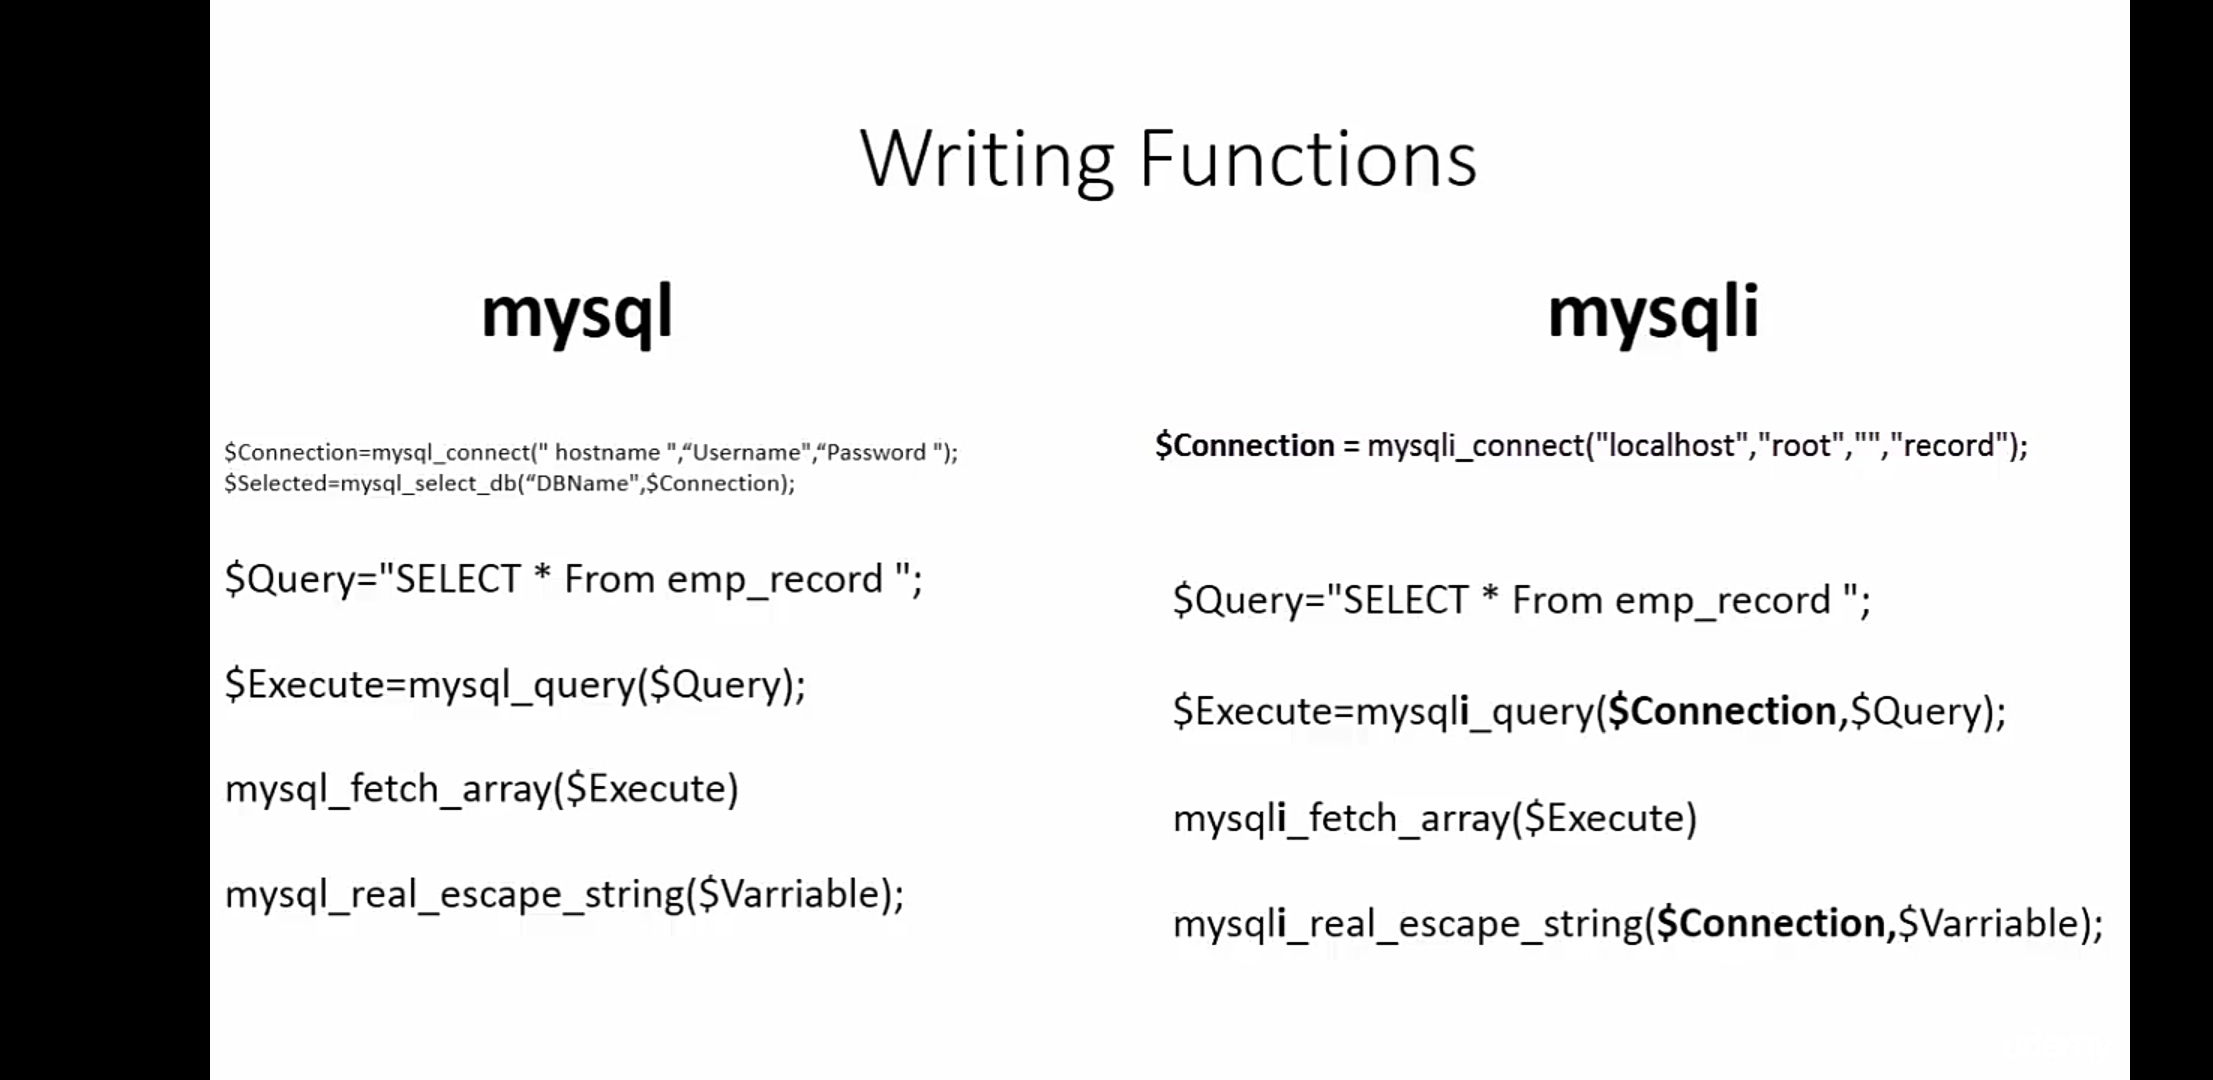 Writing Functions
mysql
$Connection=mysql_connect(" hostname ",“Username",“Password ");
$Selected=mysql_select_db(“DBName",$Connection);
$Query="SELECT * From emp_record ";
$Execute=mysql_query($Query);
mysql_fetch_array($Execute)
mysql_real_escape_string($Varriable);
mysqli
$Connection = mysqli_connect("localhost","root","","record");
$Query="SELECT * From emp_record ";
$Execute=mysqli_query($Connection,$Query);
mysqli_fetch_array($Execute)
mysqli_real_escape_string($Connection,$Varriable);